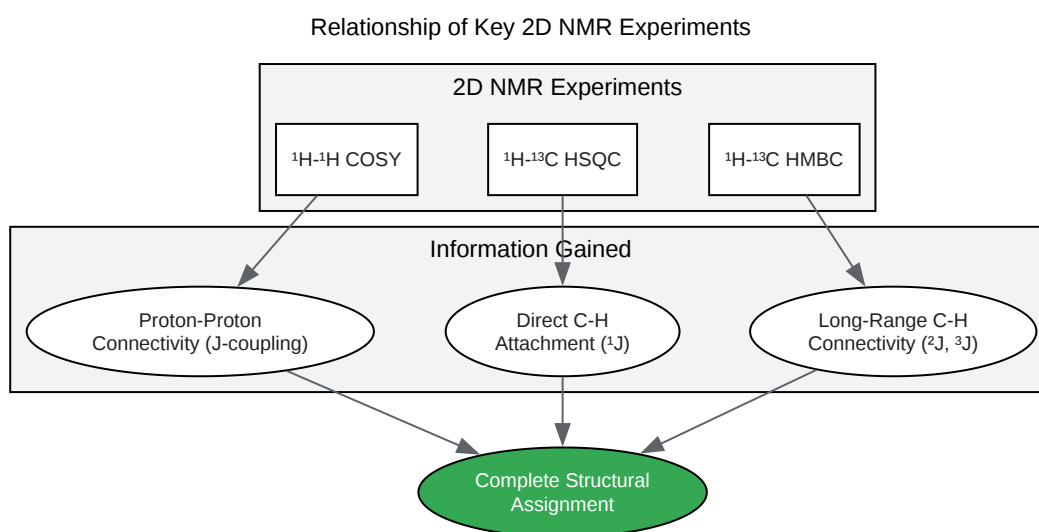 Relationship of Key 2D NMR Experiments
2D NMR Experiments
¹H-¹H COSY
¹H-¹³C HSQC
¹H-¹³C HMBC
Information Gained
Proton-Proton
Connectivity (J-coupling)
Direct C-H
Attachment (¹J)
Long-Range C-H
Connectivity (²J, ³J)
Complete Structural
Assignment